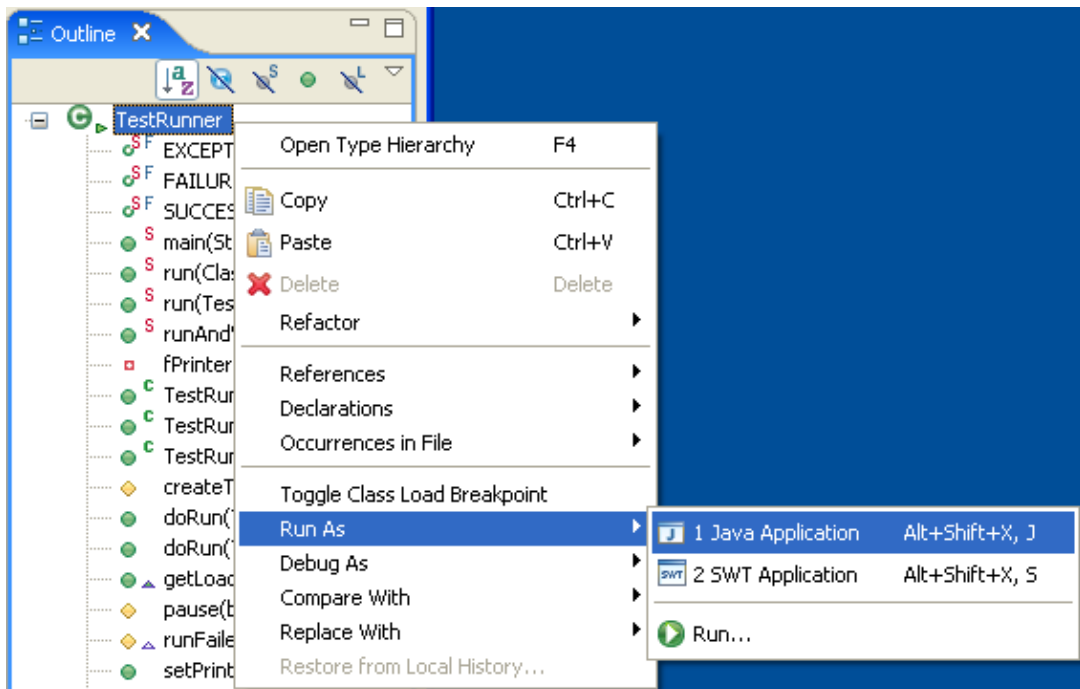 Outline
TestRunner
EXCEPT
FAILUR
SUCCES
main(St
run(Clas
run(Tes
runAnd
fPrinter
TestRun
TestRun
TestRun
createT
doRun(
doRun(
getLoad
pause(b
runFaile
setPrint
Open Type Hierarchy F4
Copy Ctrl+C
Paste Ctrl+V
Delete Delete
Refactor
References
Declarations
Occurrences in File
Toggle Class Load Breakpoint
Run As
Debug As
Compare With
Replace With
Restore from Local History...
1 Java Application Alt+Shift+X, J
2 SWT Application Alt+Shift+X, S
Run...